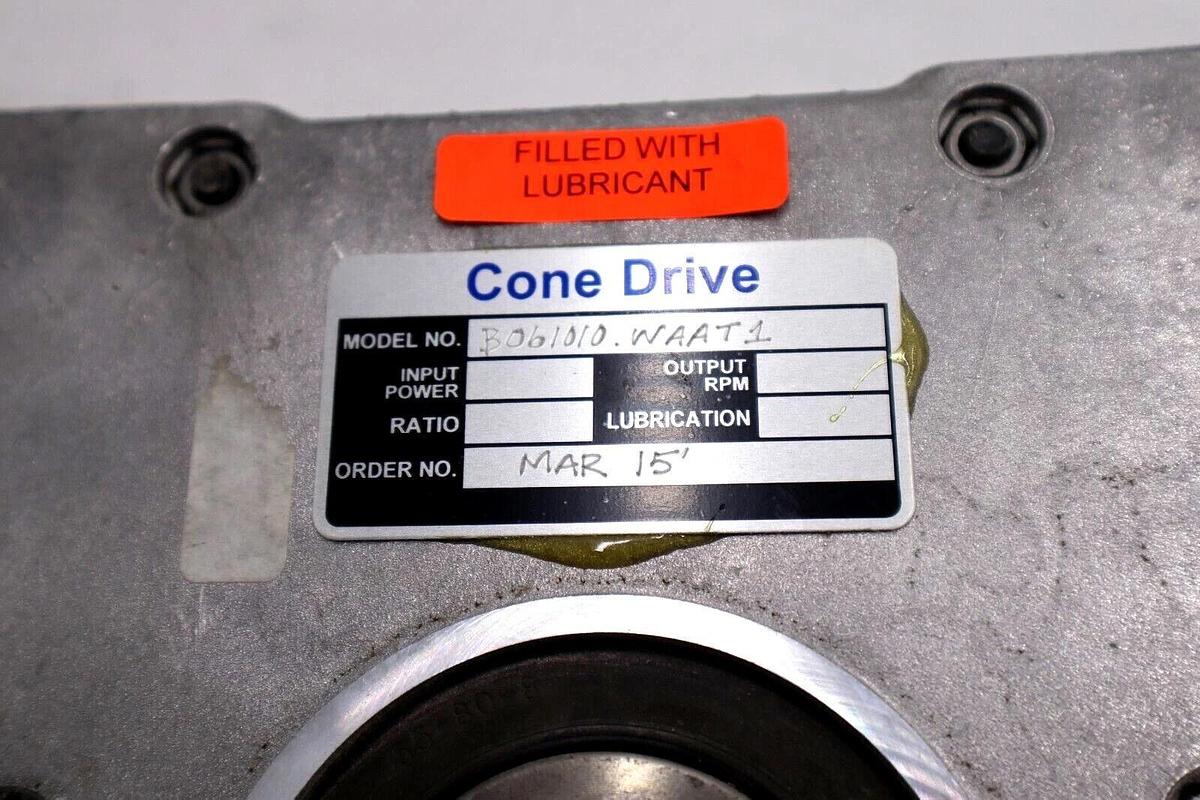 FILLED WITH
LUBRICANT
Cone Drive
MODEL NO. B061010.WAAT1
INPUT POWER OUTPUT RPM
RATIO LUBRICATION
ORDER NO. MAR 15'